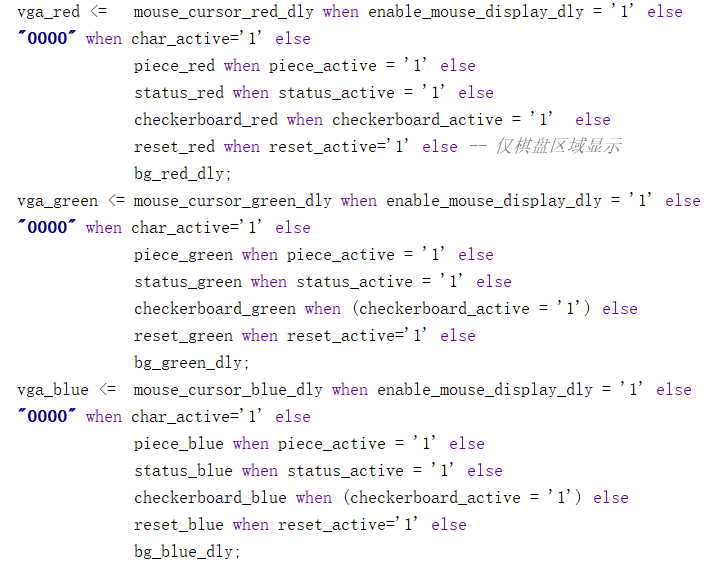 vga_red <=   mouse_cursor_red_dly when enable_mouse_display_dly = '1' else
"0000" when char_active='1' else
piece_red when piece_active = '1' else
status_red when status_active = '1' else
checkerboard_red when checkerboard_active = '1'  else
reset_red when reset_active='1' else -- 仅棋盘区域显示
bg_red_dly;
vga_green <= mouse_cursor_green_dly when enable_mouse_display_dly = '1' else
"0000" when char_active='1' else
piece_green when piece_active = '1' else
status_green when status_active = '1' else
checkerboard_green when (checkerboard_active = '1') else
reset_green when reset_active='1' else
bg_green_dly;
vga_blue <=  mouse_cursor_blue_dly when enable_mouse_display_dly = '1' else
"0000" when char_active='1' else
piece_blue when piece_active = '1' else
status_blue when status_active = '1' else
checkerboard_blue when (checkerboard_active = '1') else
reset_blue when reset_active='1' else
bg_blue_dly;